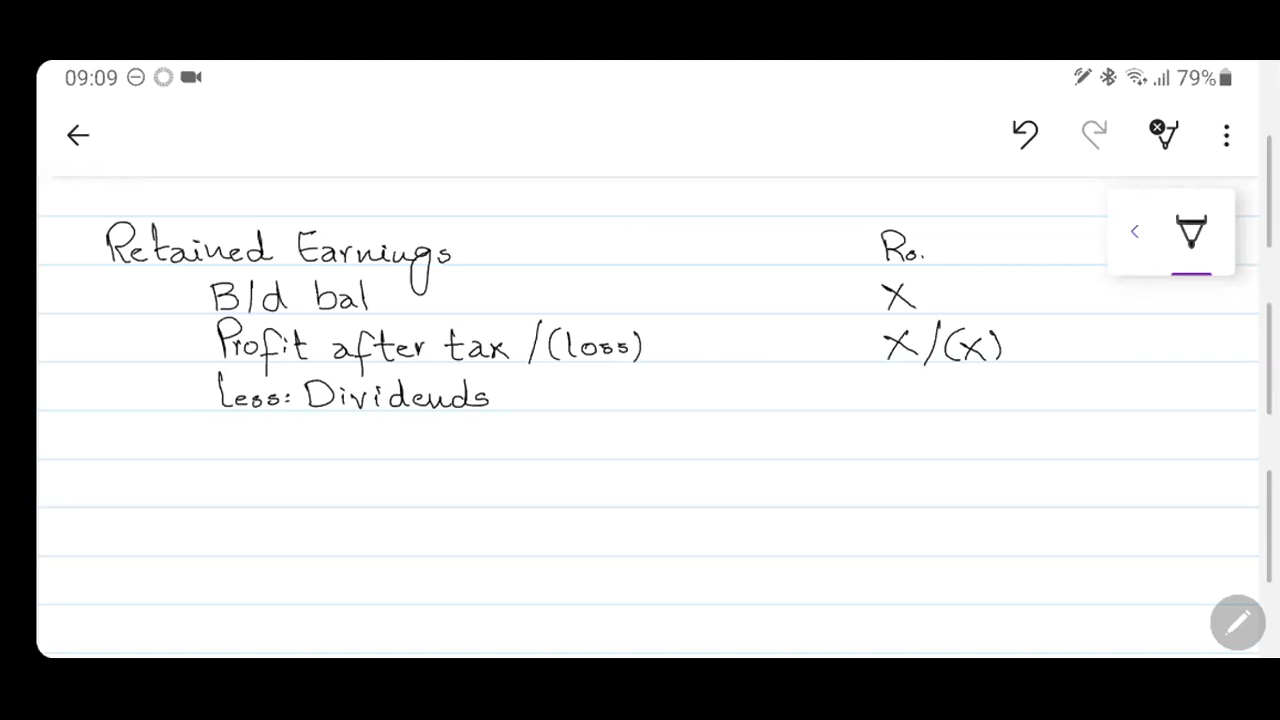 09:09 79%
Retained Earnings Rs.
B/d bal X
Profit after tax /(loss) X/(X)
Less: Dividends